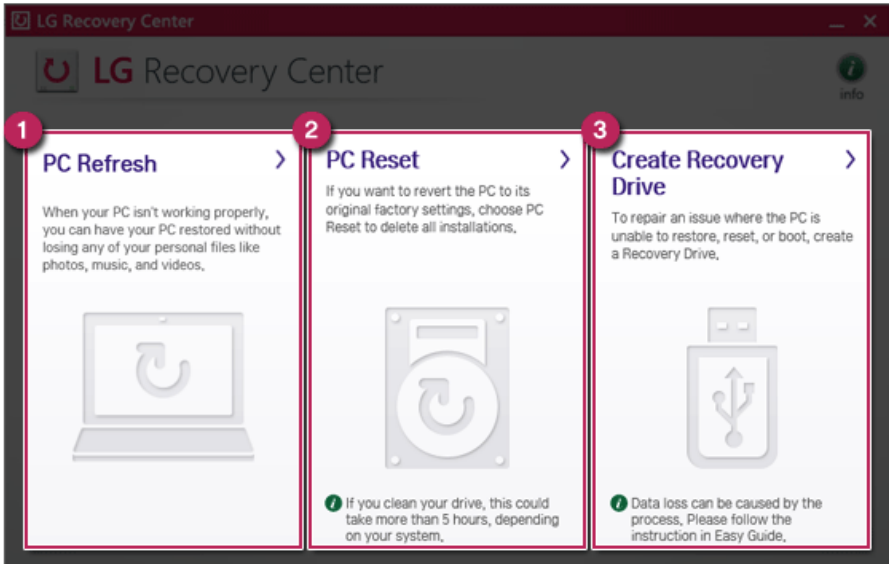 LG Recovery Center
LG Recovery Center
info
1
PC Refresh
When your PC isn't working properly,
you can have your PC restored without
losing any of your personal files like
photos, music, and videos.
2
PC Reset
If you want to revert the PC to its
original factory settings, choose PC
Reset to delete all installations.
i If you clean your drive, this could
take more than 5 hours, depending
on your system.
3
Create Recovery
Drive
To repair an issue where the PC is
unable to restore, reset, or boot, create
a Recovery Drive.
i Data loss can be caused by the
process. Please follow the
instruction in Easy Guide.